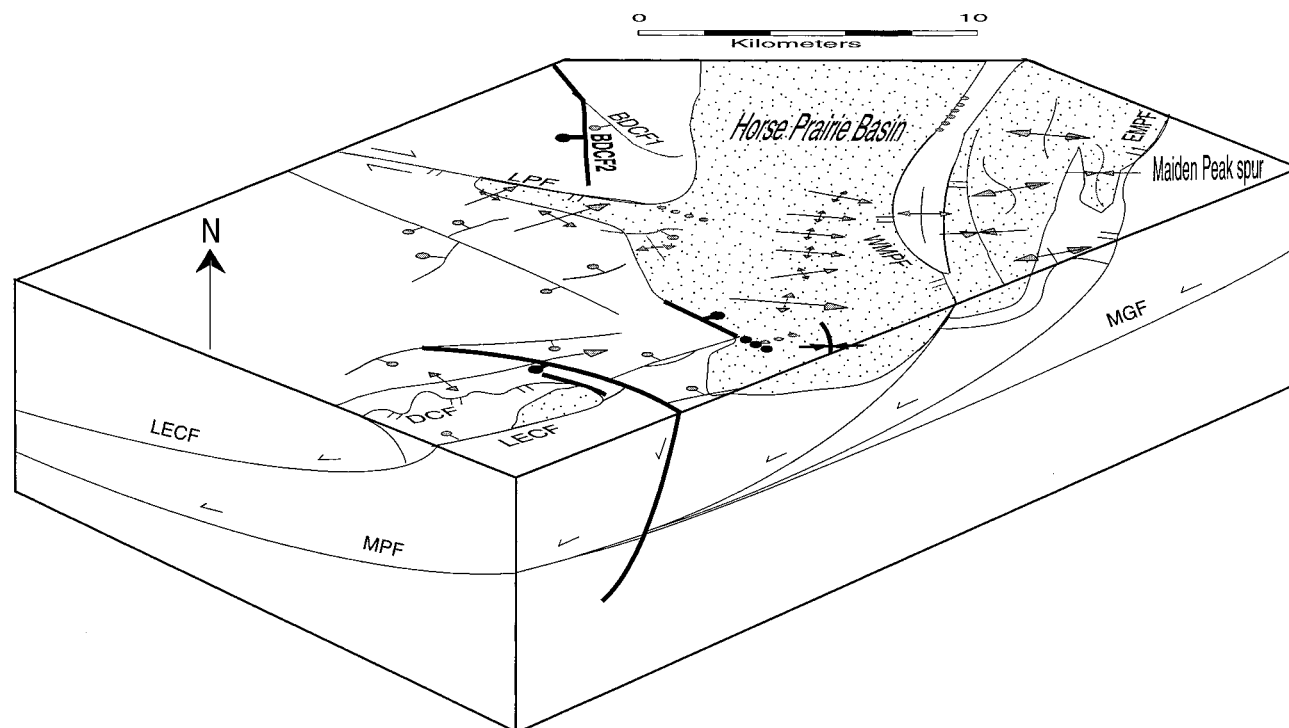 0 10
Kilometers
Horse Prairie Basin
BDCF1
BDCF2
EMPF
Maiden Peak spur
LPF
N
WMPF
MGF
DCF
LECF
LECF
MPF